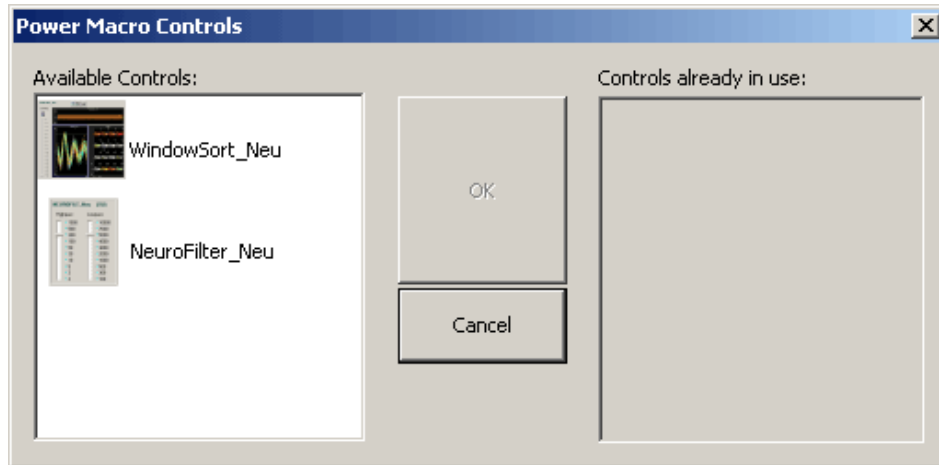 Power Macro Controls
Available Controls:
Controls already in use:
WindowSort_Neu
OK
NeuroFilter_Neu
Cancel